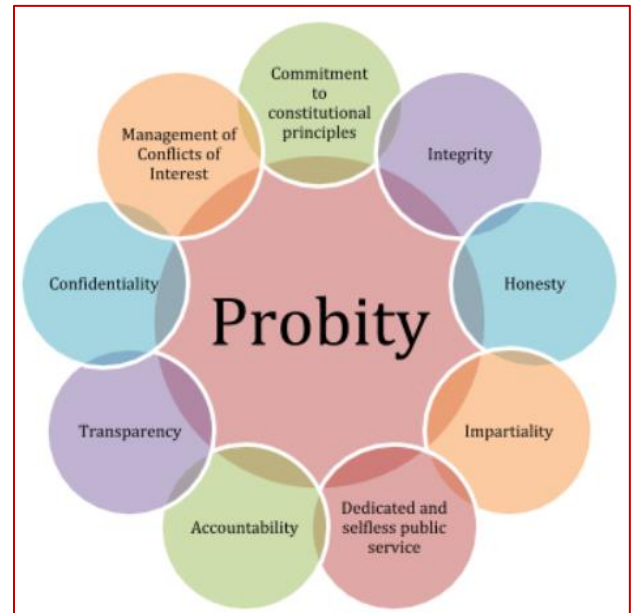 Commitment
to
constitutional
principles
Management of
Conflicts of
Interest
Integrity
Confidentiality
Honesty
Probity
Transparency
Impartiality
Accountability
Dedicated and
selfless public
service